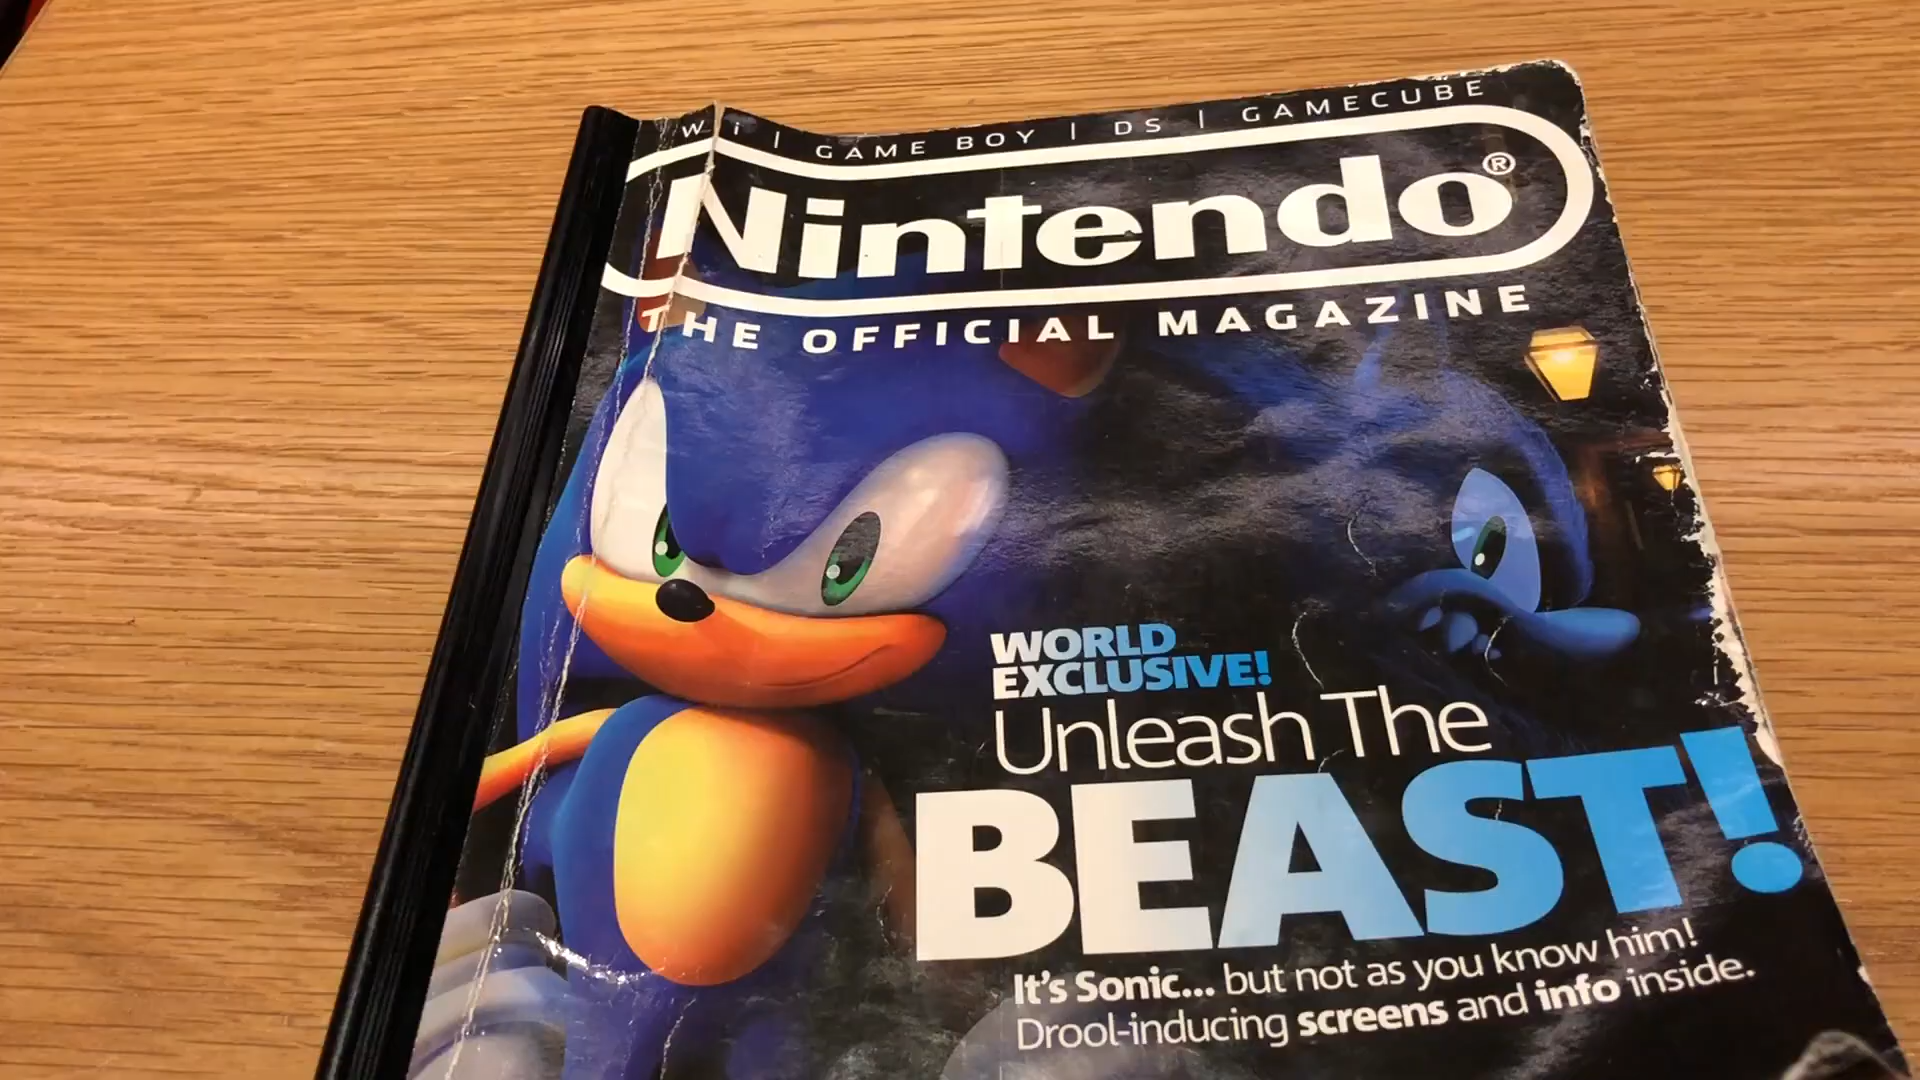 Wii | GAME BOY | DS | GAMECUBE
Nintendo®
THE OFFICIAL MAGAZINE
WORLD
EXCLUSIVE!
Unleash The
BEAST!
It's Sonic... but not as you know him!
Drool-inducing screens and info inside.